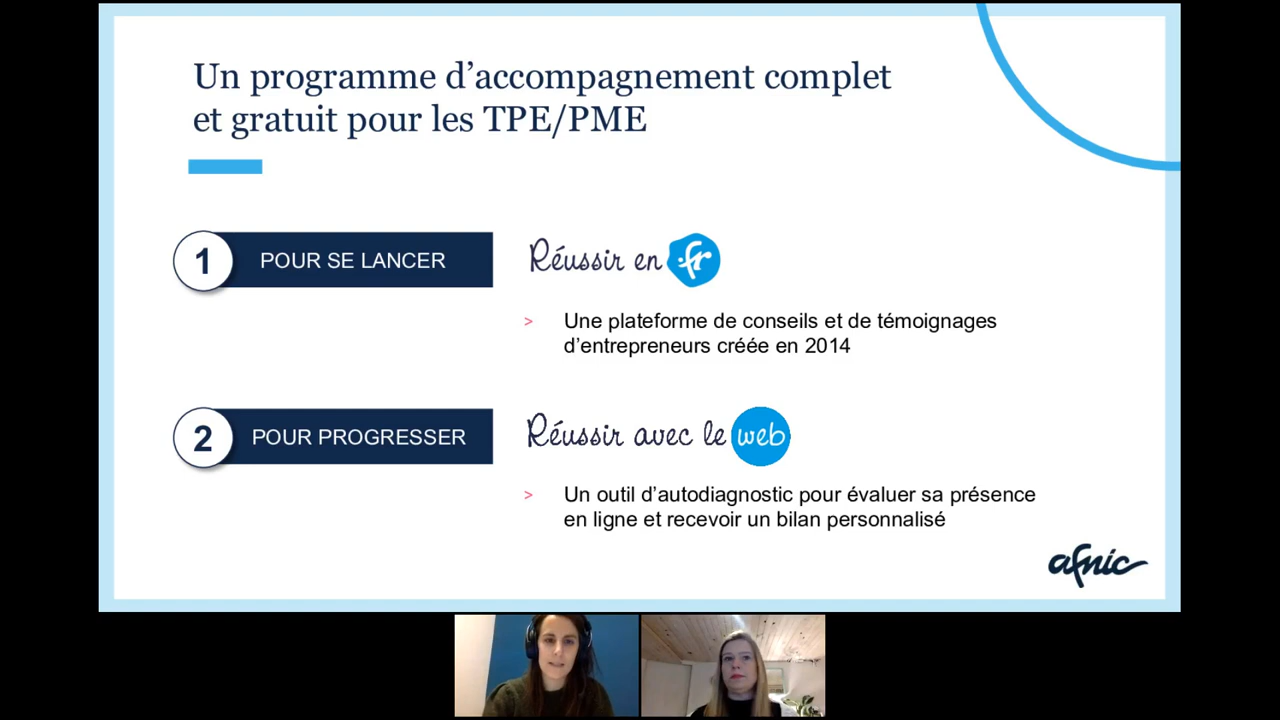 Un programme d’accompagnement complet
et gratuit pour les TPE/PME
1 POUR SE LANCER
Réussir en .fr
> Une plateforme de conseils et de témoignages
d’entrepreneurs créée en 2014
2 POUR PROGRESSER
Réussir avec le web
> Un outil d’autodiagnostic pour évaluer sa présence
en ligne et recevoir un bilan personnalisé
afnic